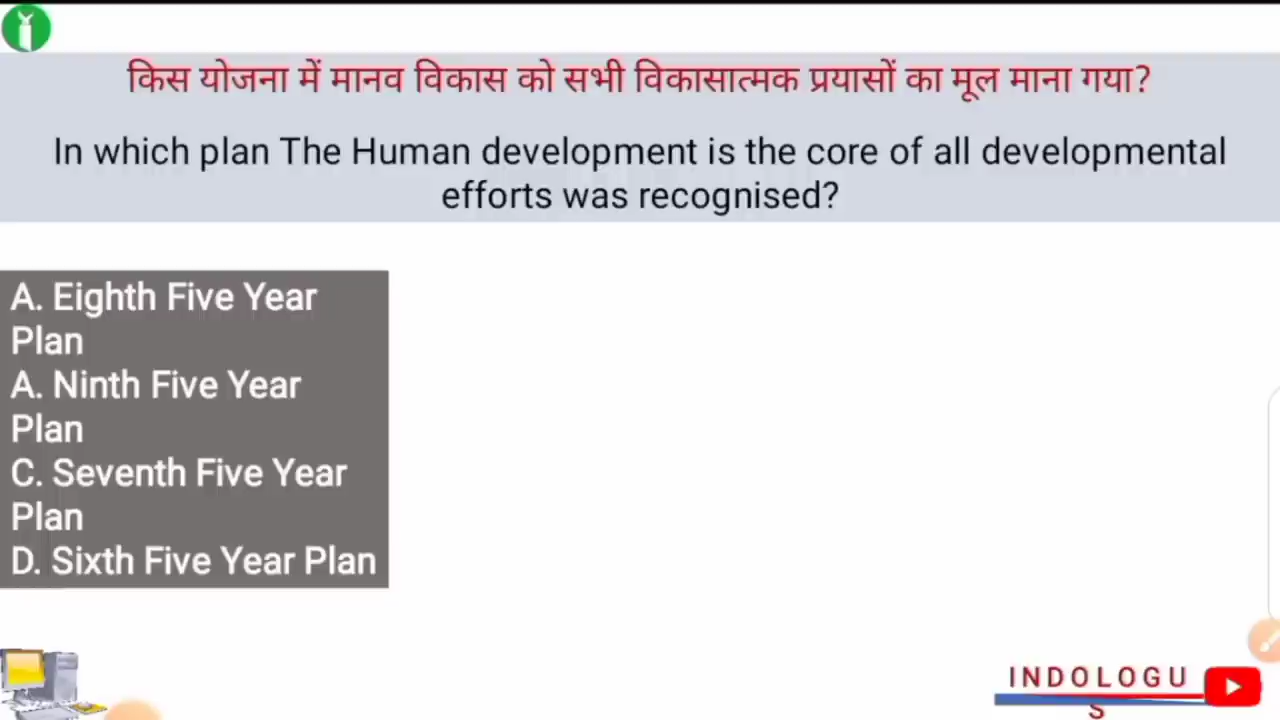 किस योजना में मानव विकास को सभी विकासात्मक प्रयासों का मूल माना गया?
In which plan The Human development is the core of all developmental
efforts was recognised?
A. Eighth Five Year
Plan
A. Ninth Five Year
Plan
C. Seventh Five Year
Plan
D. Sixth Five Year Plan
INDOLOGU
S